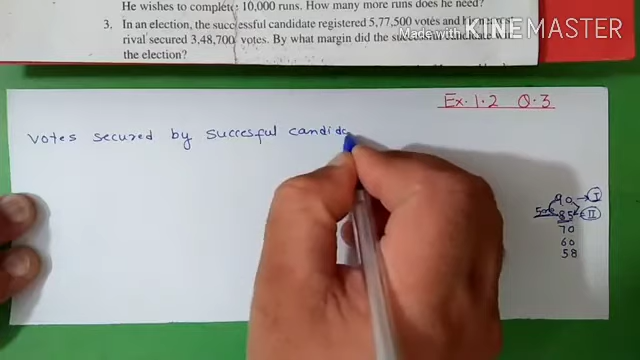 He wishes to complete 10,000 runs. How many more runs does he need?
3. In an election, the successful candidate registered 5,77,500 votes and his
rival secured 3,48,700 votes. By what margin did the successful candidate
the election?
Made with KINEMASTER
Ex. 1.2 Q.3
votes secured by succesful candida
90 → I
85 II
70
60
58